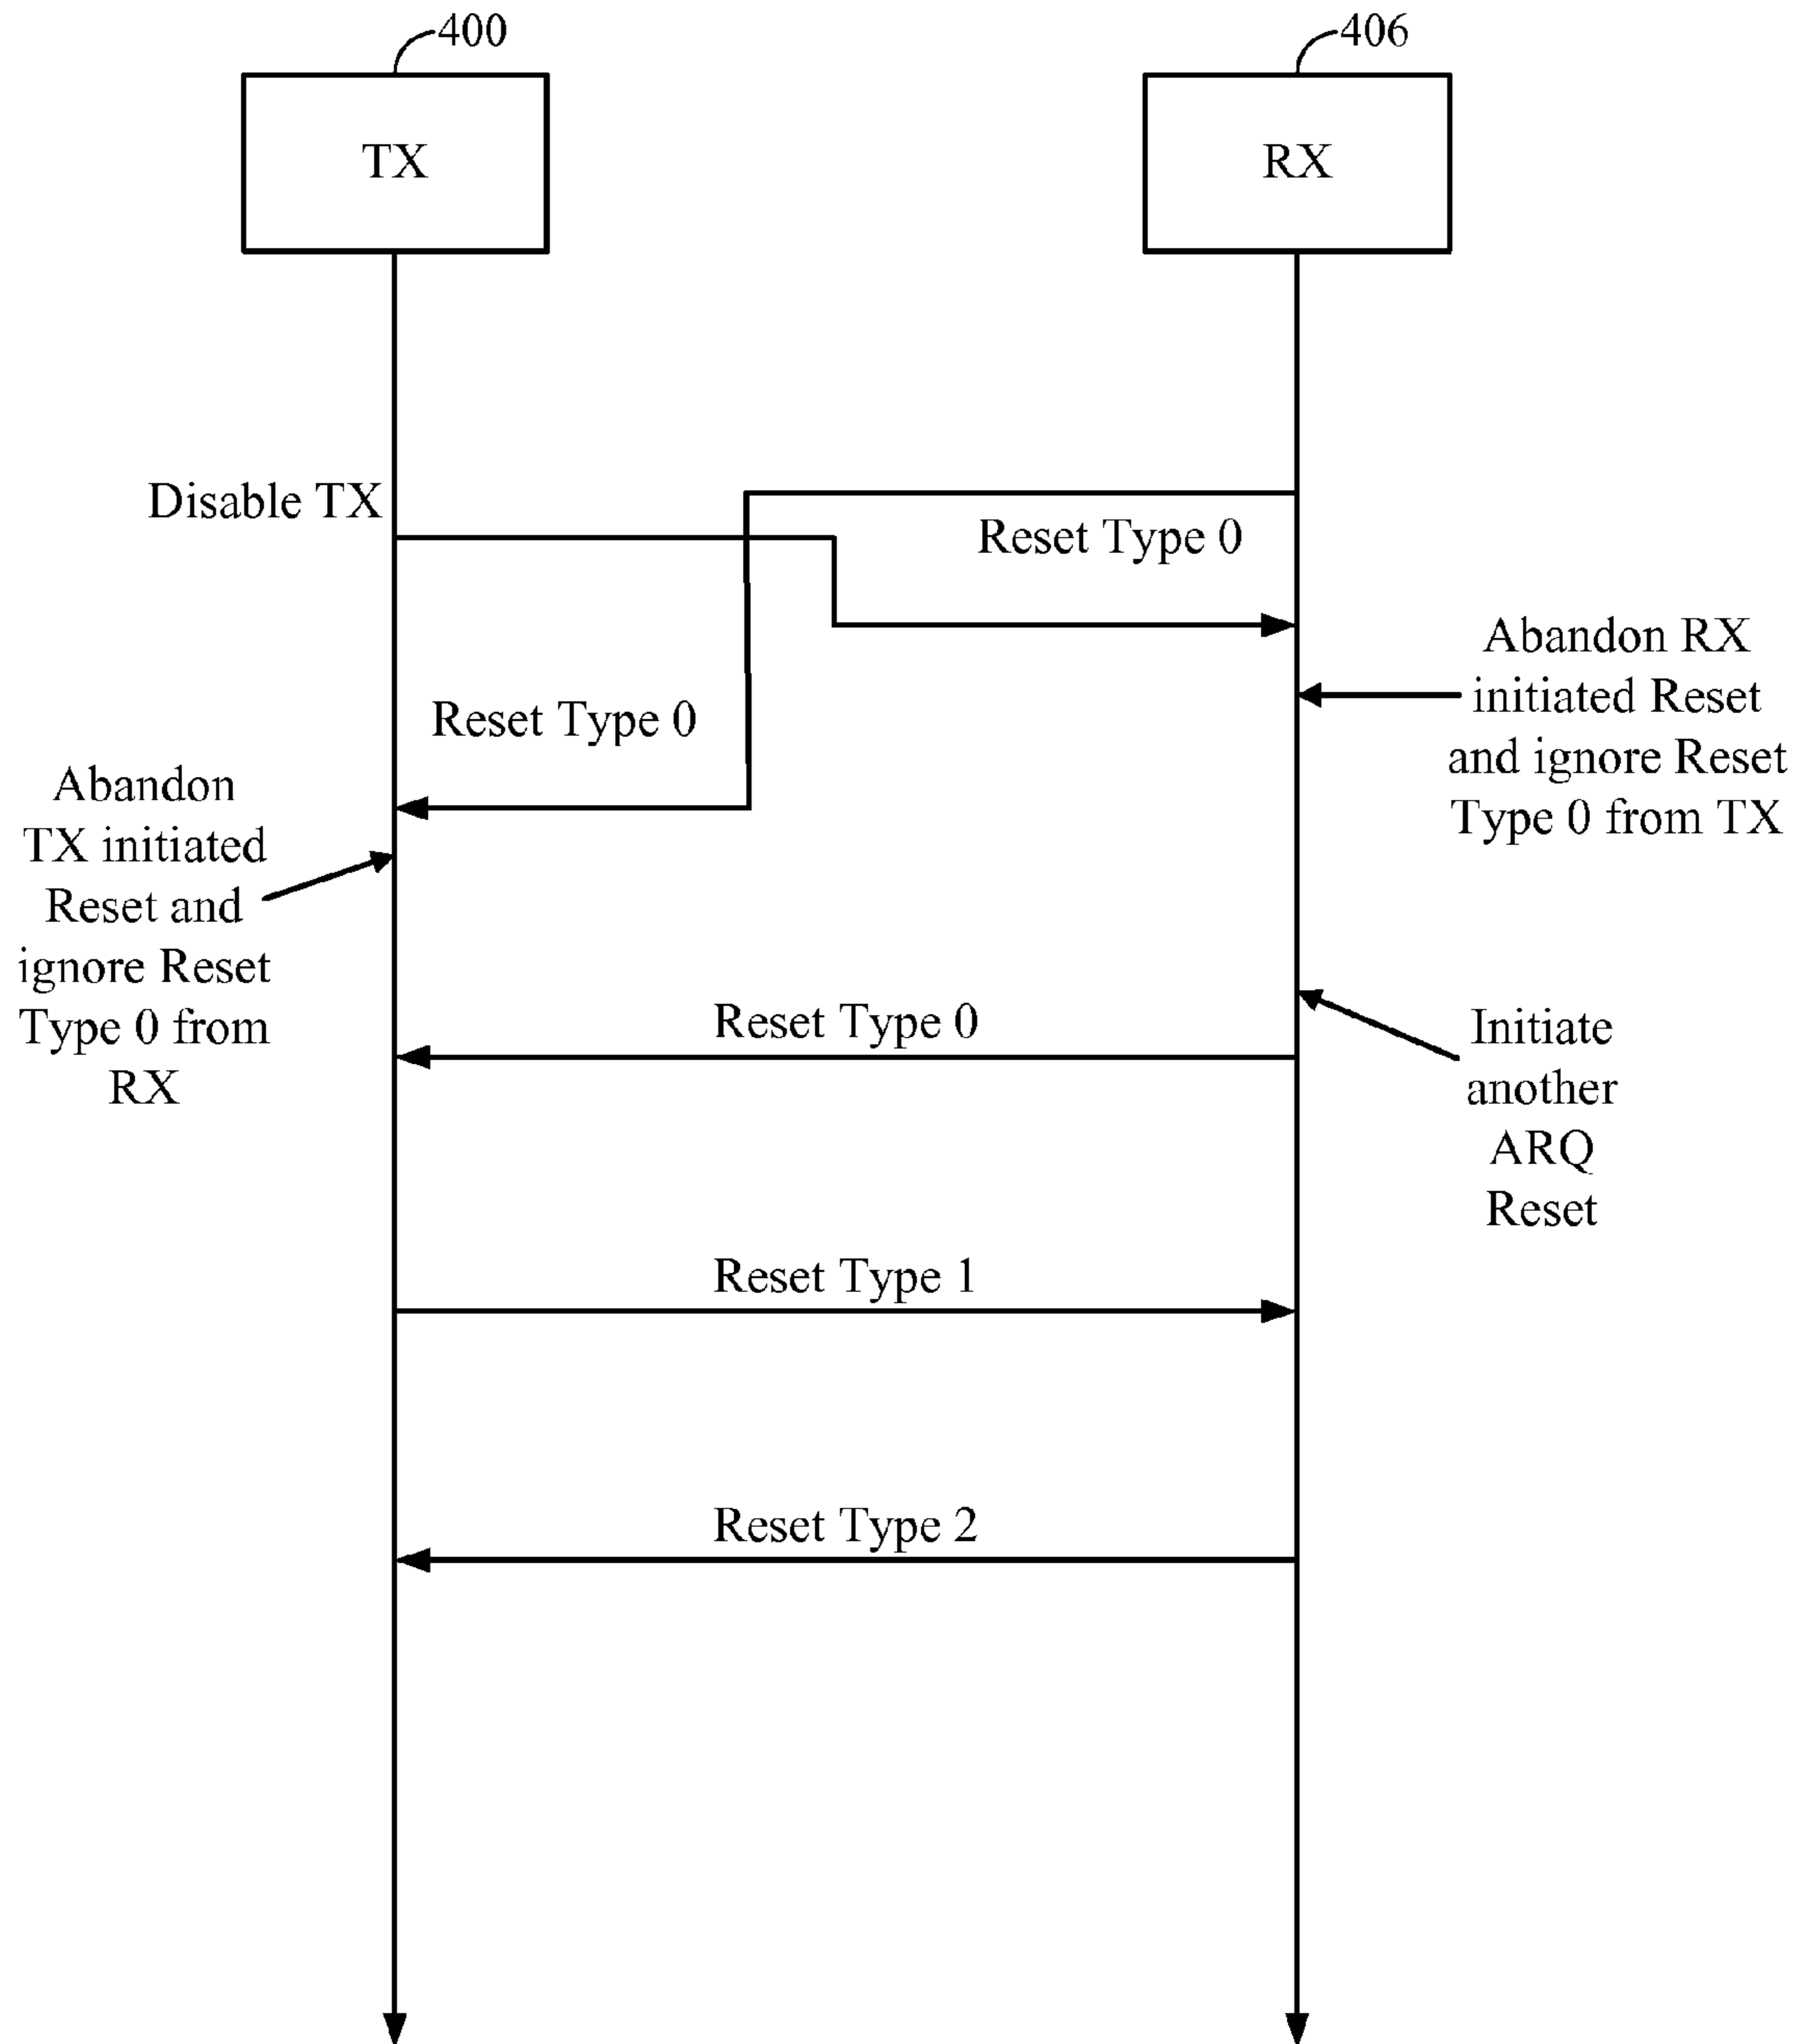 400
406
TX
RX
Disable TX
Reset Type 0
Abandon RX
initiated Reset
and ignore Reset
Type 0 from TX
Reset Type 0
Abandon
TX initiated
Reset and
ignore Reset
Type 0 from
RX
Reset Type 0
Initiate
another
ARQ
Reset
Reset Type 1
Reset Type 2